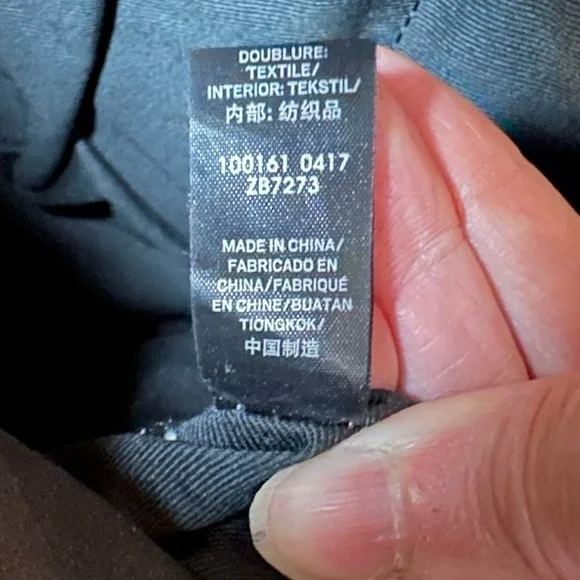 DOUBLURE:
TEXTILE/
INTERIOR: TEKSTIL/
内部: 纺织品
100161 0417
ZB7273
MADE IN CHINA/
FABRICADO EN
CHINA/FABRIQUÉ
EN CHINE/BUATAN
TIONGKOK/
中国制造